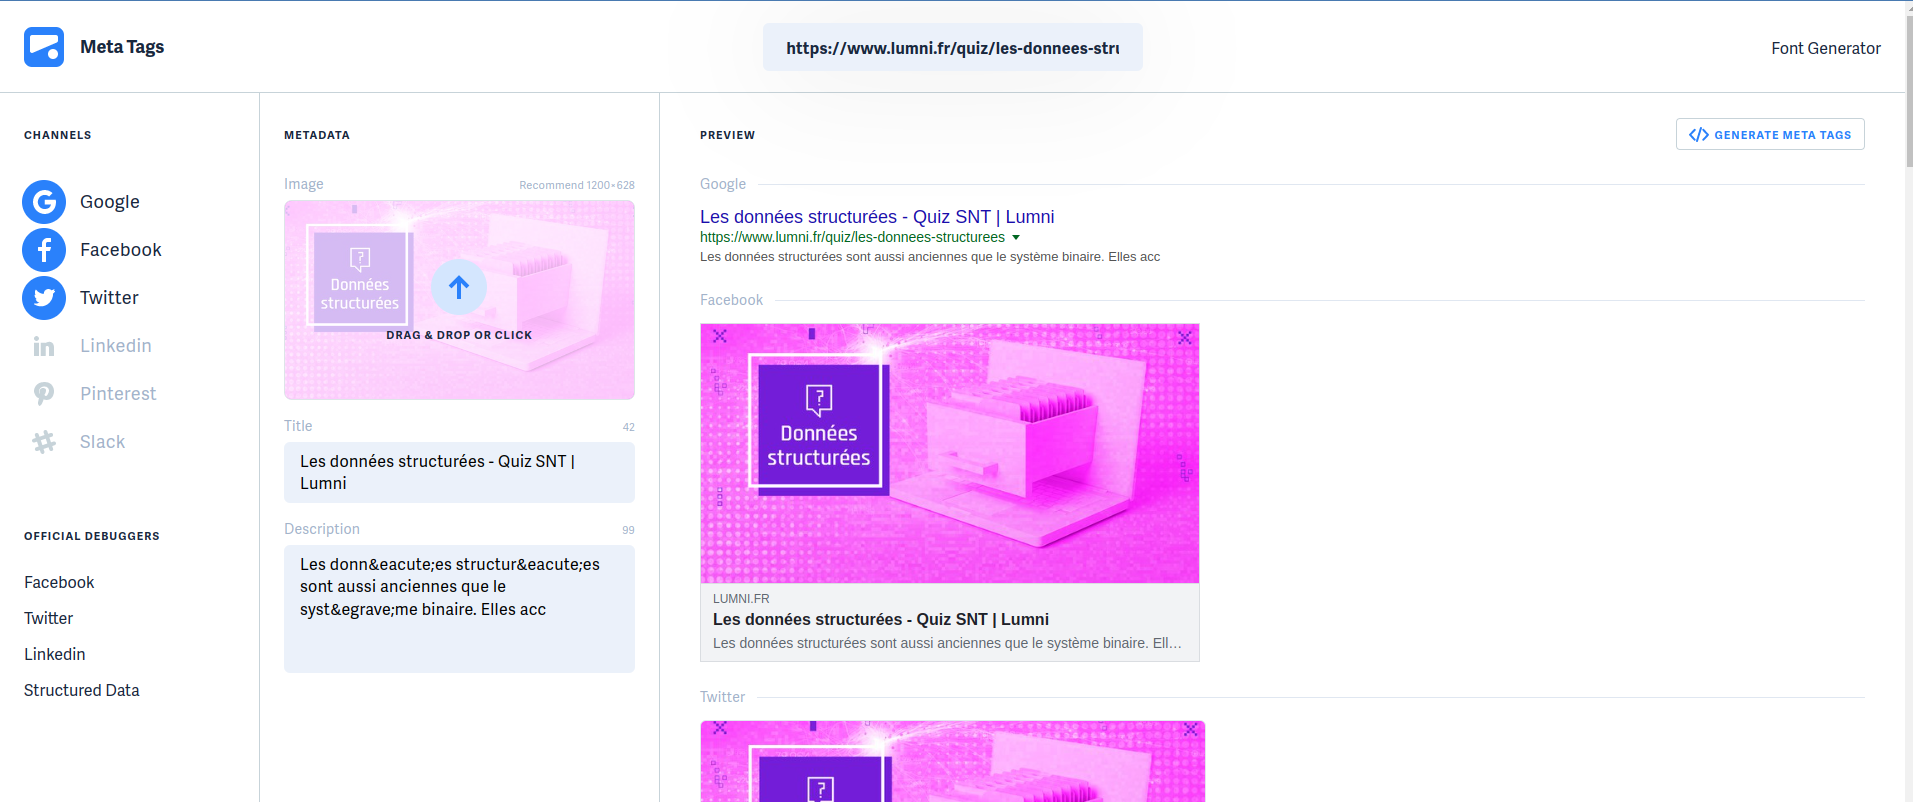 Meta Tags
https://www.lumni.fr/quiz/les-donnees-stru
Font Generator
CHANNELS
Google
Facebook
Twitter
Linkedin
Pinterest
Slack
OFFICIAL DEBUGGERS
Facebook
Twitter
Linkedin
Structured Data
METADATA
Image
Recommend 1200×628
?
Données
structurées
DRAG & DROP OR CLICK
Title
42
Les données structurées - Quiz SNT |
Lumni
Description
99
Les donn&eacute;es structur&eacute;es
sont aussi anciennes que le
syst&egrave;me binaire. Elles acc
PREVIEW
</> GENERATE META TAGS
Google
Les données structurées - Quiz SNT | Lumni
https://www.lumni.fr/quiz/les-donnees-structurees
Les données structurées sont aussi anciennes que le système binaire. Elles acc
Facebook
?
Données
structurées
LUMNI.FR
Les données structurées - Quiz SNT | Lumni
Les données structurées sont aussi anciennes que le système binaire. Ell…
Twitter
?